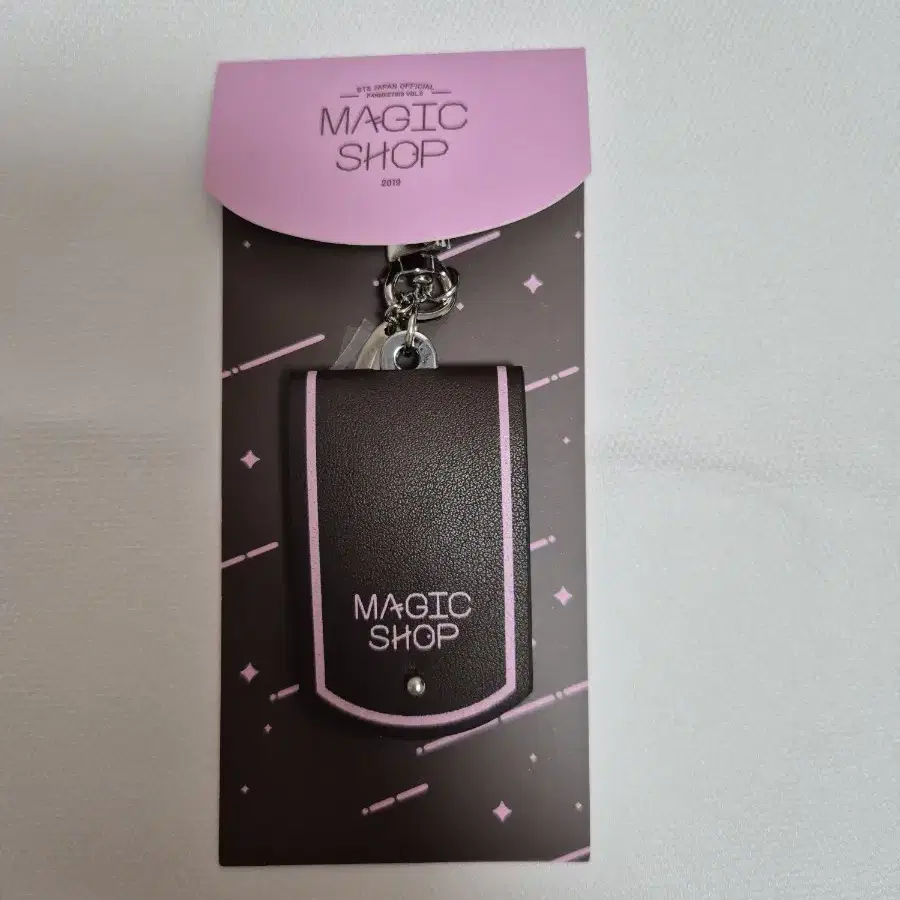 BTS JAPAN OFFICIAL
FANMEETING VOL.5
MAGIC
SHOP
2019
MAGIC
SHOP